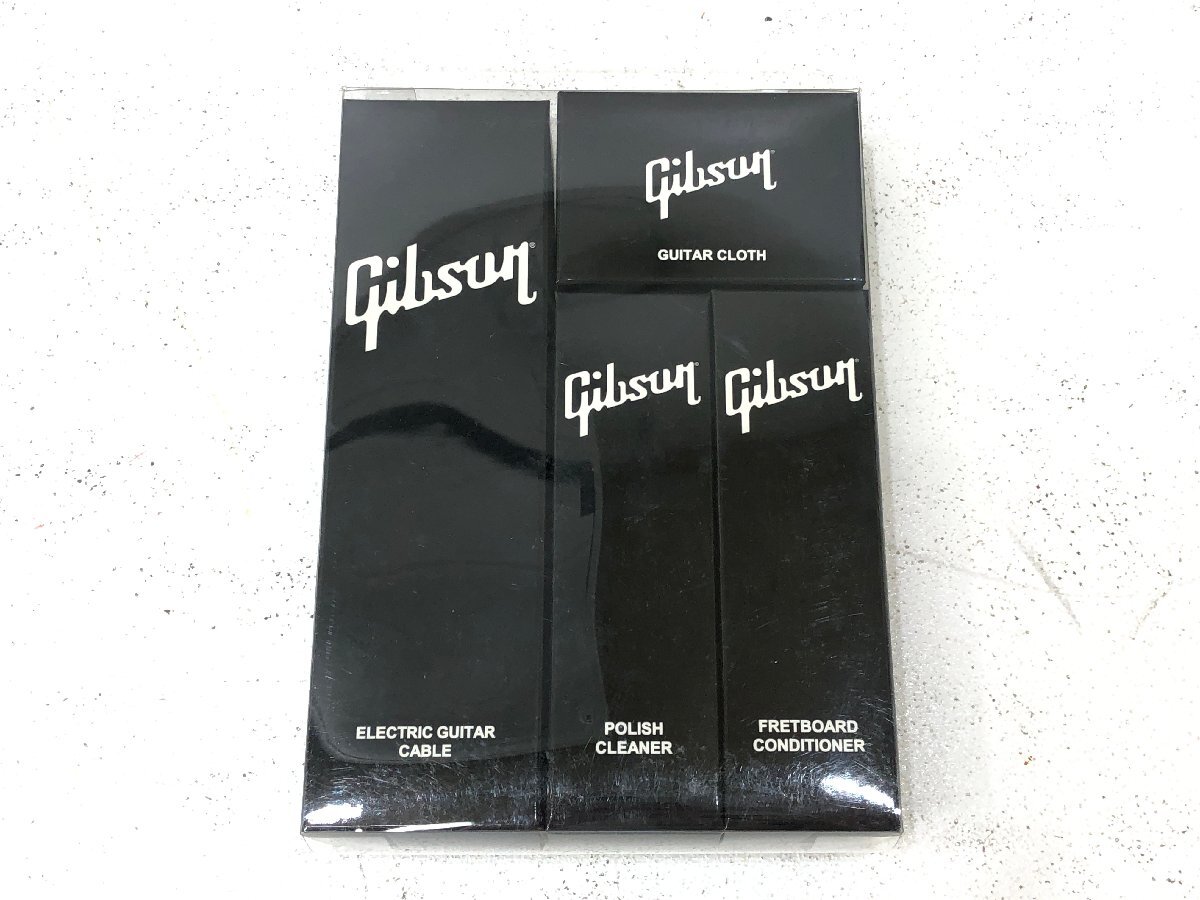 Gibson®
ELECTRIC GUITAR
CABLE
Gibson®
GUITAR CLOTH
Gibson®
POLISH
CLEANER
Gibson®
FRETBOARD
CONDITIONER